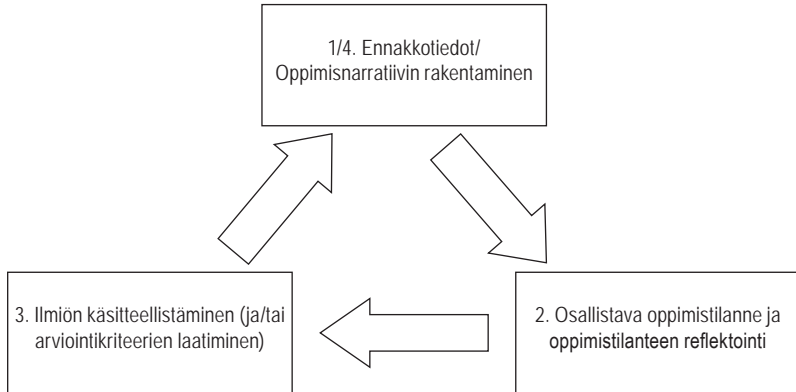 1/4. Ennakkotiedot/
Oppimisnarratiivin rakentaminen
3. Ilmiön käsitteellistäminen (ja/tai
arviointikriteerien laatiminen)
2. Osallistava oppimistilanne ja
oppimistilanteen reflektointi